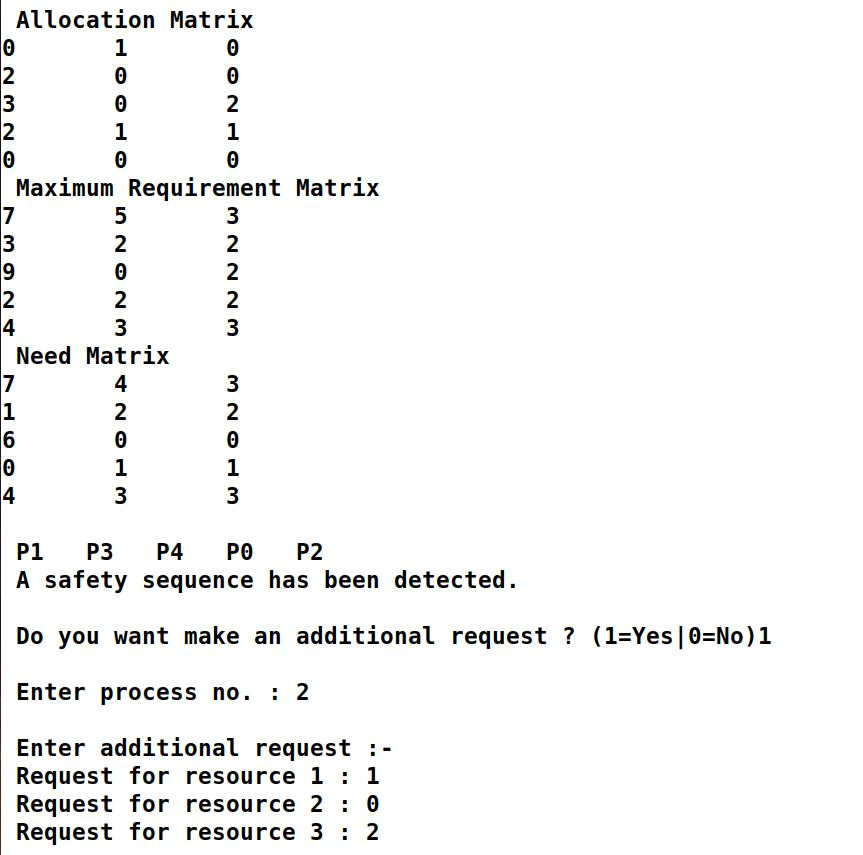 Allocation Matrix
0 1 0
2 0 0
3 0 2
2 1 1
0 0 0
Maximum Requirement Matrix
7 5 3
3 2 2
9 0 2
2 2 2
4 3 3
Need Matrix
7 4 3
1 2 2
6 0 0
0 1 1
4 3 3
P1 P3 P4 P0 P2
A safety sequence has been detected.
Do you want make an additional request ? (1=Yes|0=No)1
Enter process no. : 2
Enter additional request :-
Request for resource 1 : 1
Request for resource 2 : 0
Request for resource 3 : 2